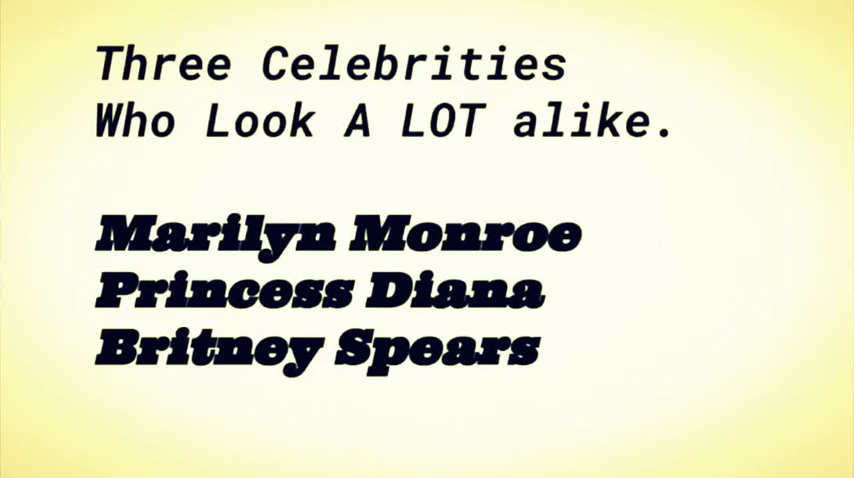 Three Celebrities
Who Look A LOT alike.
Marilyn Monroe
Princess Diana
Britney Spears